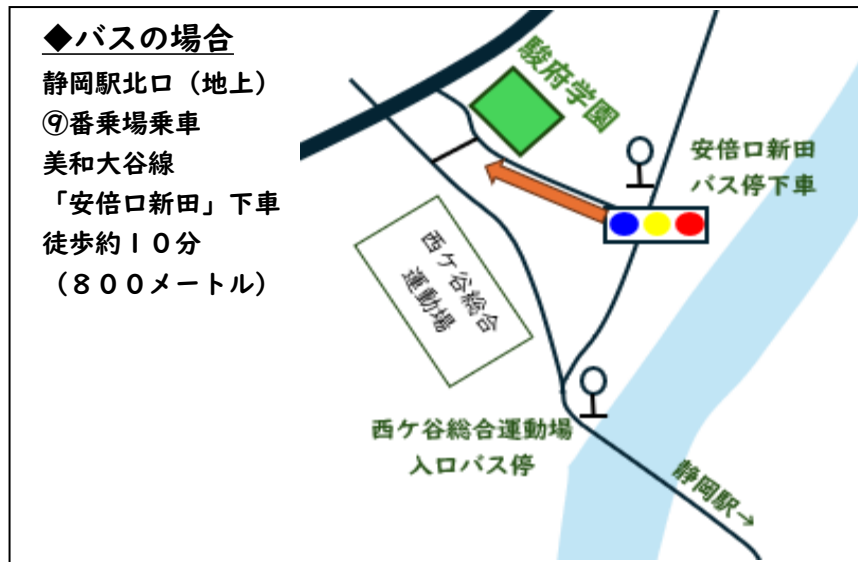 ◆バスの場合
静岡駅北口（地上）
⑨番乗場乗車
美和大谷線
「安倍口新田」下車
徒歩約１０分
（８００メートル）
駿府学園
安倍口新田
バス停下車
西ケ谷総合
運動場
西ケ谷総合運動場
入口バス停
静岡駅→